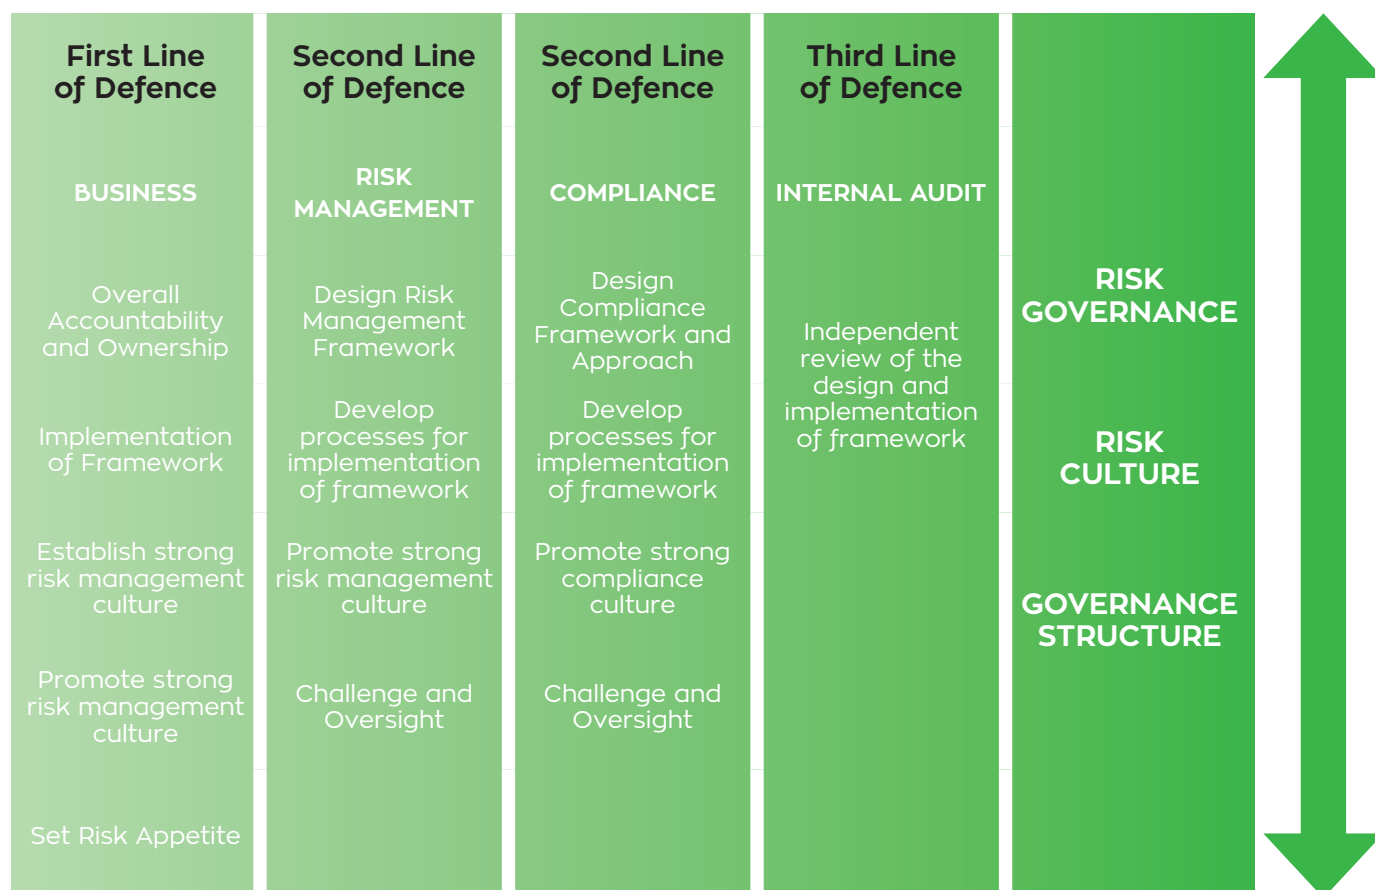 First Line
of Defence
BUSINESS
Overall
Accountability
and Ownership
Implementation
of Framework
Establish strong
risk management
culture
Promote strong
risk management
culture
Set Risk Appetite
Second Line
of Defence
RISK
MANAGEMENT
Design Risk
Management
Framework
Develop
processes for
implementation
of framework
Promote strong
risk management
culture
Challenge and
Oversight
Second Line
of Defence
COMPLIANCE
Design
Compliance
Framework and
Approach
Develop
processes for
implementation
of framework
Promote strong
compliance
culture
Challenge and
Oversight
Third Line
of Defence
INTERNAL AUDIT
Independent
review of the
design and
implementation
of framework
RISK
GOVERNANCE
RISK
CULTURE
GOVERNANCE
STRUCTURE